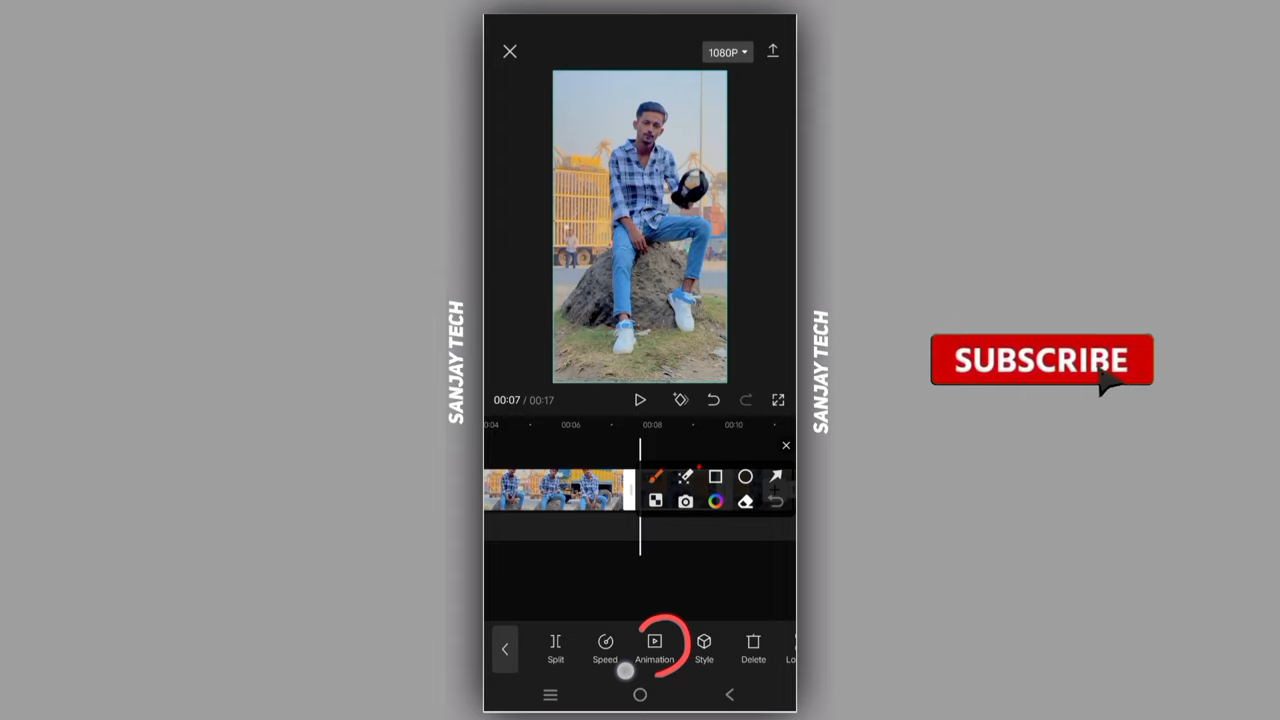 1080P
SANJAY TECH
SANJAY TECH
SUBSCRIBE
00:07 / 00:17
0:04
00:06
00:08
00:10
Split
Speed
Animation
Style
Delete
Lo